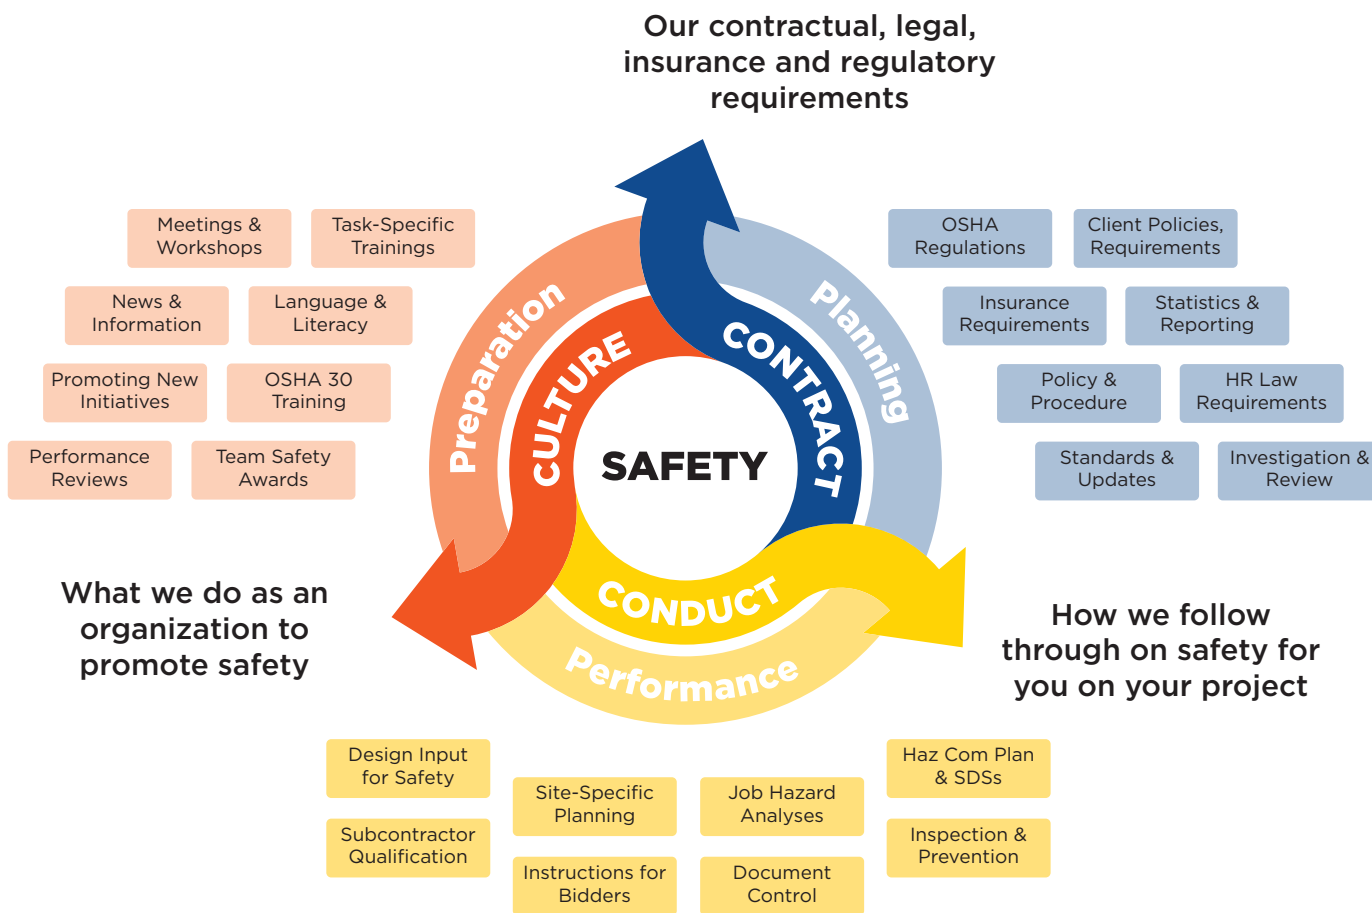 Our contractual, legal,
insurance and regulatory
requirements
Meetings &
Workshops
Task-Specific
Trainings
News &
Information
Language &
Literacy
Promoting New
Initiatives
OSHA 30
Training
Performance
Reviews
Team Safety
Awards
OSHA
Regulations
Client Policies,
Requirements
Insurance
Requirements
Statistics &
Reporting
Policy &
Procedure
HR Law
Requirements
Standards &
Updates
Investigation &
Review
Preparation
CULTURE
CONTRACT
Planning
SAFETY
CONDUCT
Performance
What we do as an
organization to
promote safety
How we follow
through on safety for
you on your project
Design Input
for Safety
Site-Specific
Planning
Job Hazard
Analyses
Haz Com Plan
& SDSs
Subcontractor
Qualification
Instructions for
Bidders
Document
Control
Inspection &
Prevention